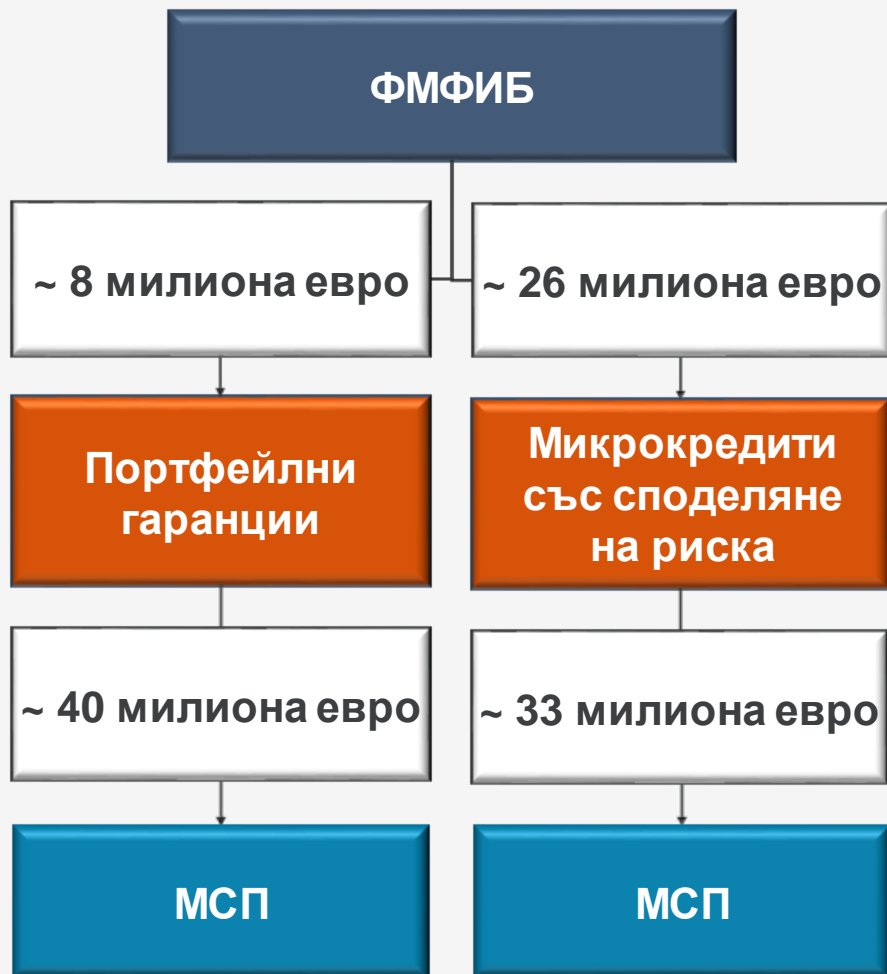 ФМФИБ
~ 8 милиона евро
~ 26 милиона евро
Портфейлни
гаранции
Микрокредити
със споделяне
на риска
~ 40 милиона евро
~ 33 милиона евро
МСП
МСП